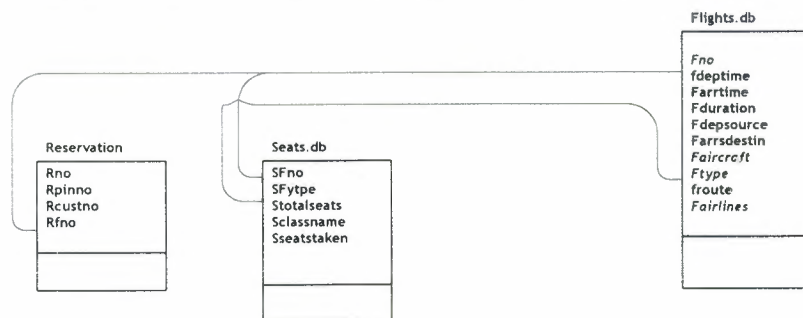 Flights.db
Fno
fdeptime
Farrtime
Fduration
Fdepsource
Farrsdestin
Faircraft
Ftype
froute
Fairlines
Reservation
Rno
Rpinno
Rcustno
Rfno
Seats.db
SFno
SFytpe
Stotalseats
Sclassname
Sseatstaken